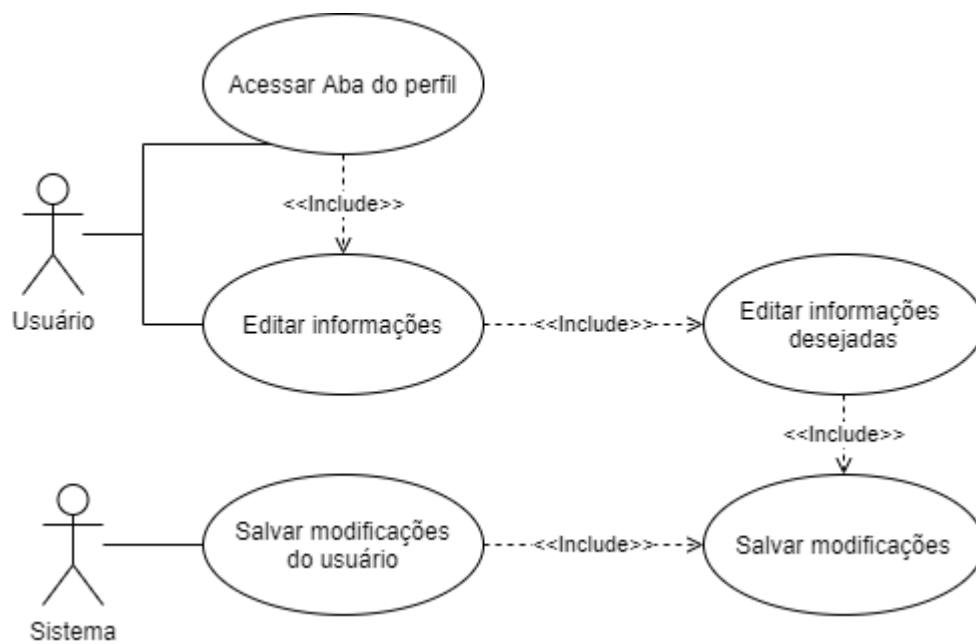 Acessar Aba do perfil
<<Include>>
Usuário
Editar informações
<<Include>>
Editar informações
desejadas
<<Include>>
Sistema
Salvar modificações
do usuário
<<Include>>
Salvar modificações